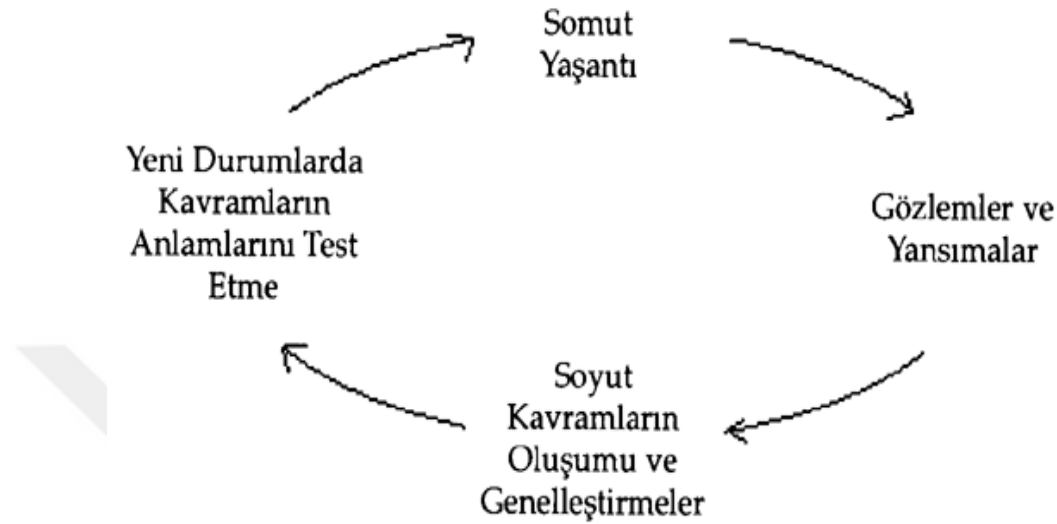 Somut
Yaşantı
Gözlemler ve
Yansımalar
Soyut
Kavramların
Oluşumu ve
Genelleştirmeler
Yeni Durumlarda
Kavramların
Anlamlarını Test
Etme